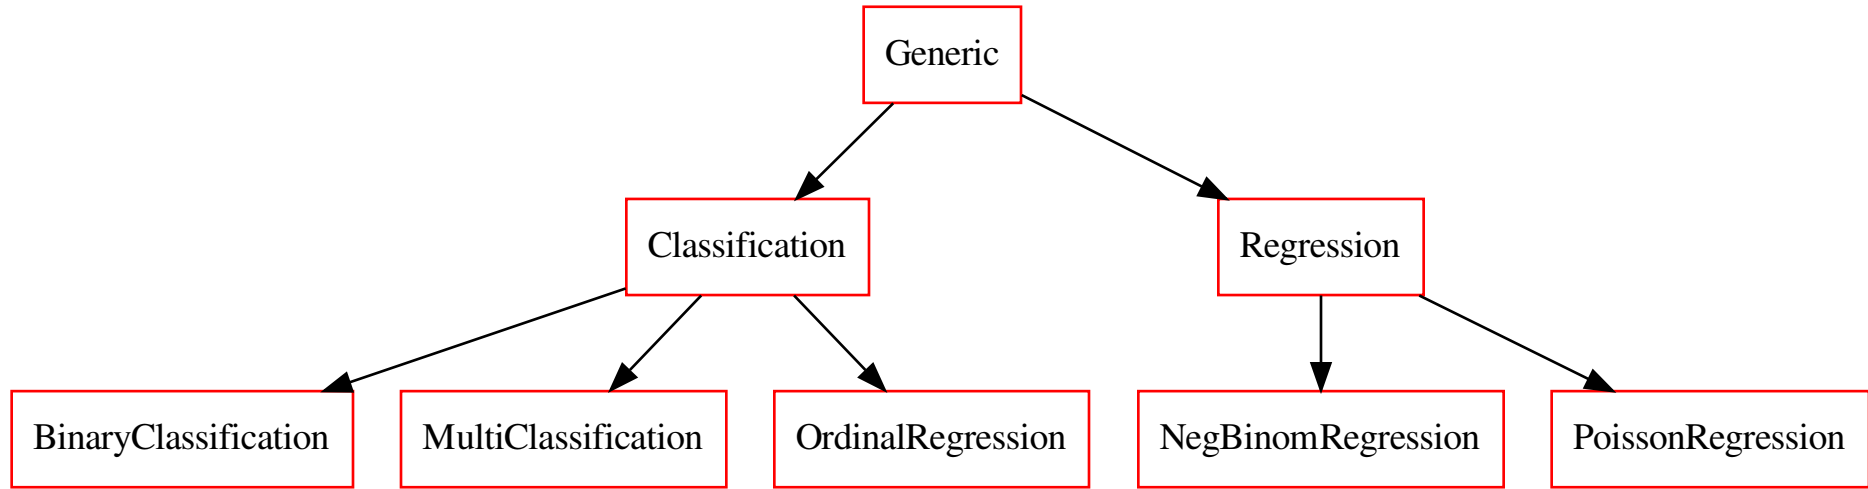 Generic
Classification
Regression
BinaryClassification
MultiClassification
OrdinalRegression
NegBinomRegression
PoissonRegression